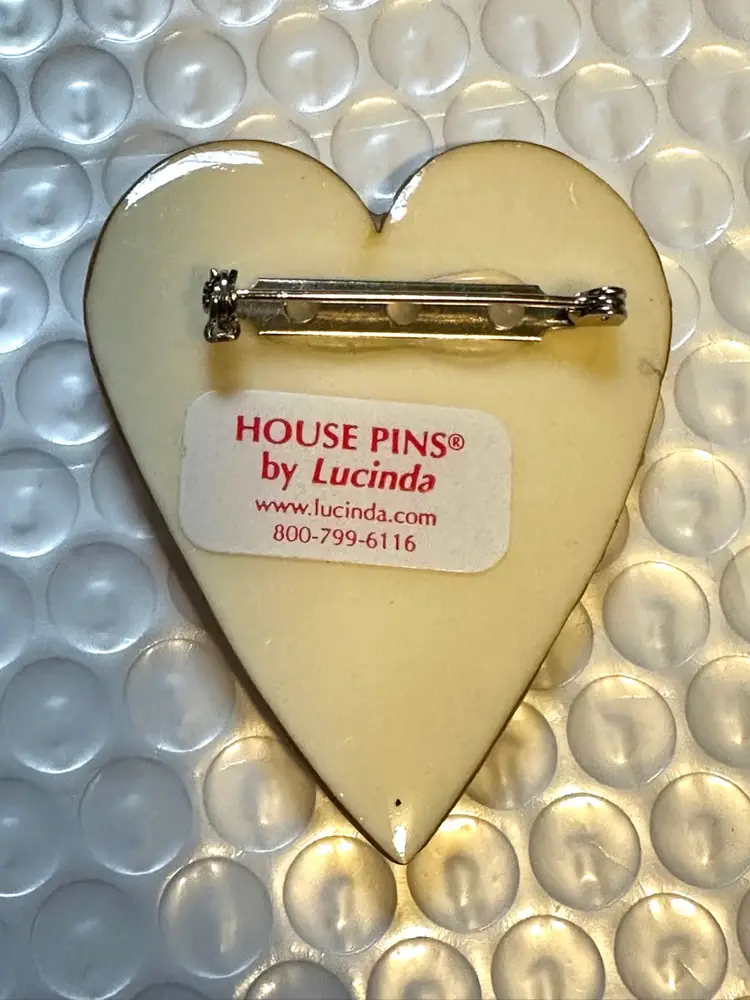 HOUSE PINS®
by Lucinda
www.lucinda.com
800-799-6116